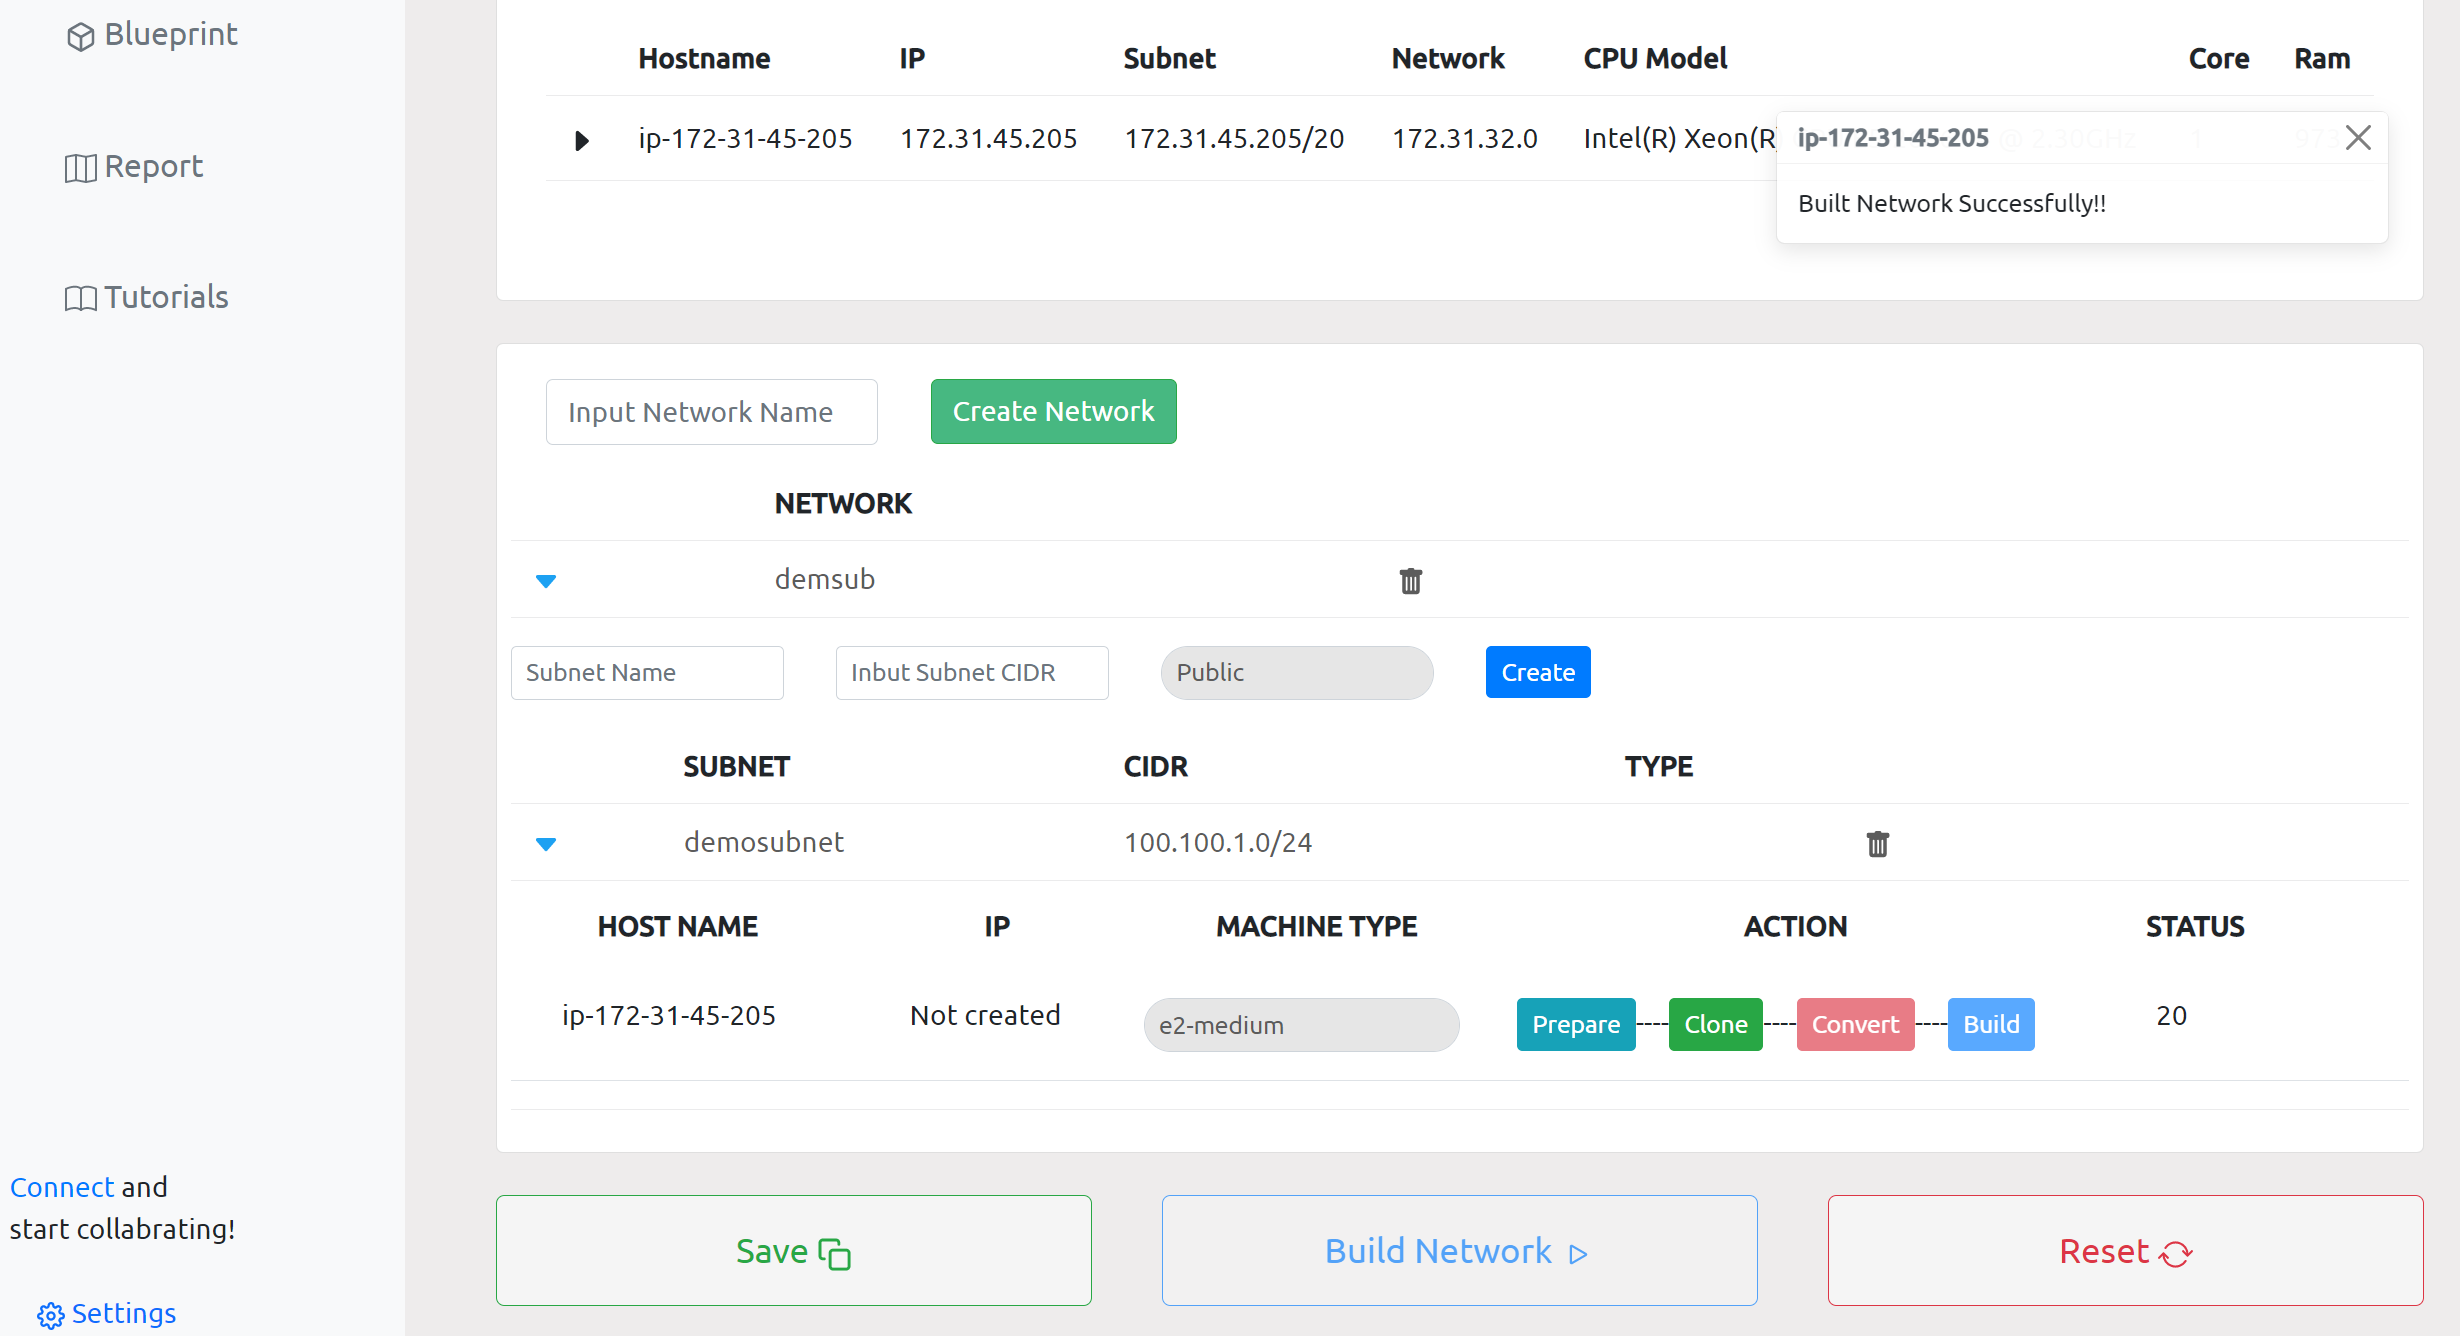 Blueprint
Report
Tutorials
Connect and
start collabrating!
Settings
Hostname IP Subnet Network CPU Model Core Ram
ip-172-31-45-205 172.31.45.205 172.31.45.205/20 172.31.32.0 Intel(R) Xeon(R) @ 2.30GHz 1 973
ip-172-31-45-205
Built Network Successfully!!
Input Network Name Create Network
NETWORK
demsub
Subnet Name Inbut Subnet CIDR Public Create
SUBNET CIDR TYPE
demosubnet 100.100.1.0/24
HOST NAME IP MACHINE TYPE ACTION STATUS
ip-172-31-45-205 Not created e2-medium Prepare ---- Clone ---- Convert ---- Build 20
Save Build Network Reset